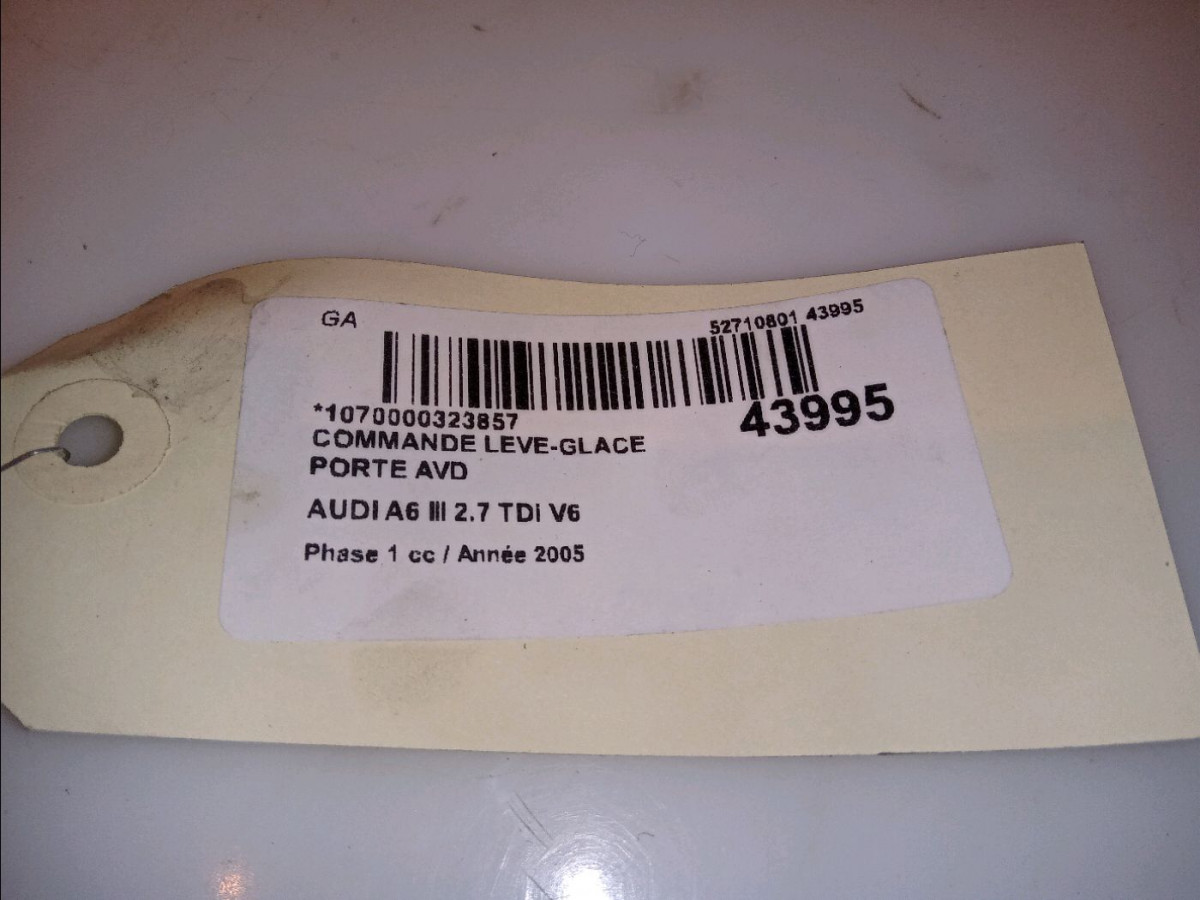 GA
52710801 43995
*1070000323857
43995
COMMANDE LEVE-GLACE
PORTE AVD
AUDI A6 III 2.7 TDi V6
Phase 1 cc / Année 2005